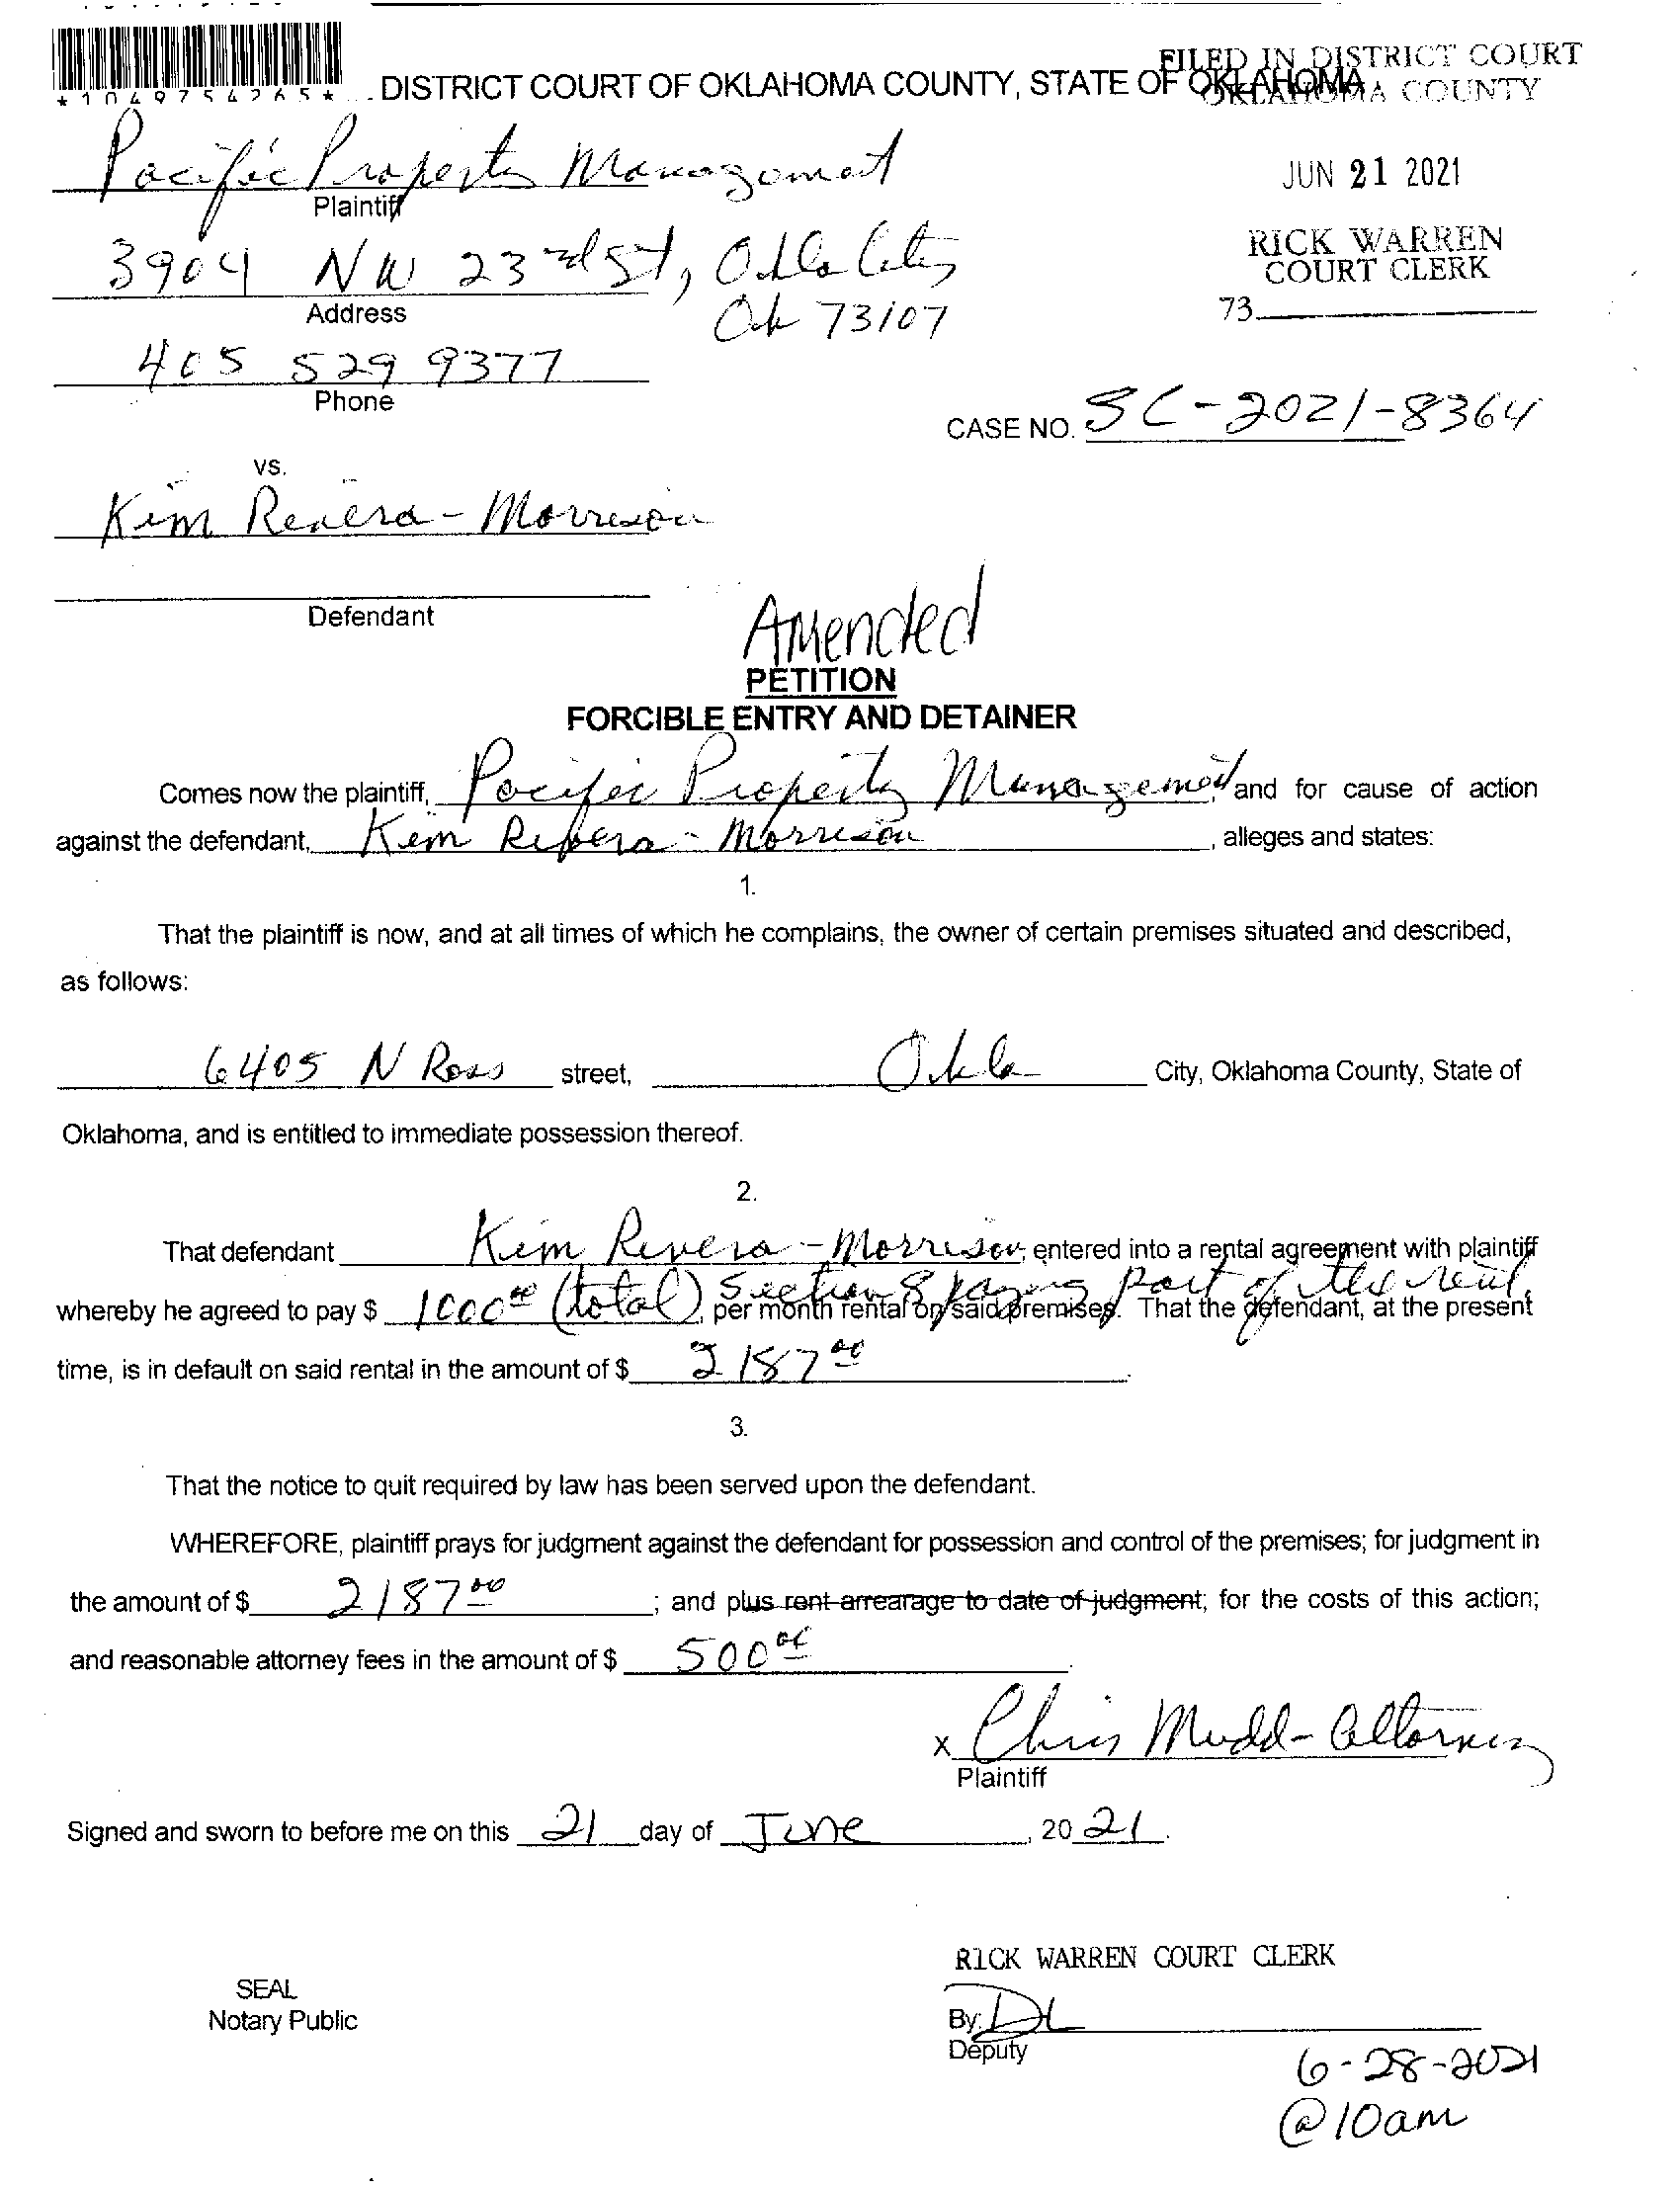 *1049754265*
DISTRICT COURT OF OKLAHOMA COUNTY, STATE OF OKLAHOMA
FILED IN DISTRICT COURT
OKLAHOMA COUNTY
JUN 21 2021
RICK WARREN
COURT CLERK
73
Pacific Property Management
Plaintiff
3904 NW 23rd St, Okla City
Ok 73107
Address
405 529 9377
Phone
CASE NO. SC-2021-8364
vs.
Kim Rivera-Morrison
Defendant
Amended
PETITION
FORCIBLE ENTRY AND DETAINER
Comes now the plaintiff, Pacific Property Management, and for cause of action
against the defendant, Kim Rivera-Morrison, alleges and states:
1.
That the plaintiff is now, and at all times of which he complains, the owner of certain premises situated and described,
as follows:
6405 N Ross street, Okla City, Oklahoma County, State of
Oklahoma, and is entitled to immediate possession thereof.
2.
That defendant Kim Rivera-Morrison, entered into a rental agreement with plaintiff
Section 8 paying part of the rent.
whereby he agreed to pay $ 1000.00 (total), per month rental on said premises. That the defendant, at the present
time, is in default on said rental in the amount of $ 2187.00.
3.
That the notice to quit required by law has been served upon the defendant.
WHEREFORE, plaintiff prays for judgment against the defendant for possession and control of the premises; for judgment in
the amount of $ 2187.00; and plus rent arrearage to date of judgment; for the costs of this action;
and reasonable attorney fees in the amount of $ 500.00.
x Chris Mudd-Attorney
Plaintiff
Signed and sworn to before me on this 21 day of June, 2021.
RICK WARREN COURT CLERK
SEAL
Notary Public
By: DL
Deputy
6-28-2021
@10am